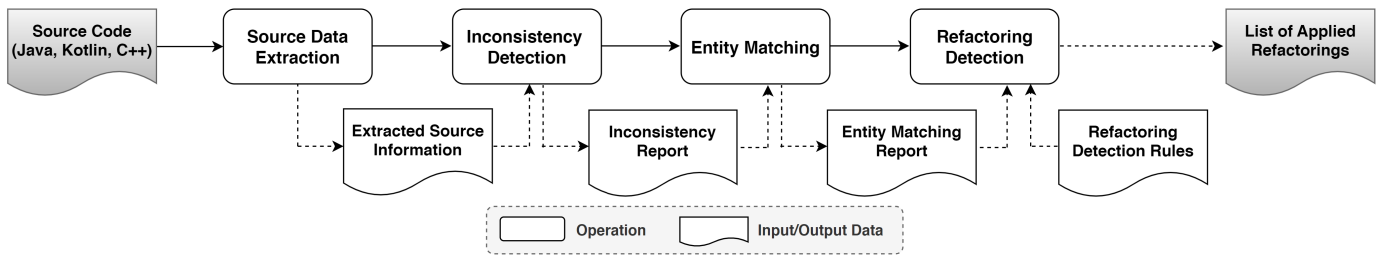 Source Code
(Java, Kotlin, C++)
Source Data
Extraction
Inconsistency
Detection
Entity Matching
Refactoring
Detection
List of Applied
Refactorings
Extracted Source
Information
Inconsistency
Report
Entity Matching
Report
Refactoring
Detection Rules
Operation
Input/Output Data